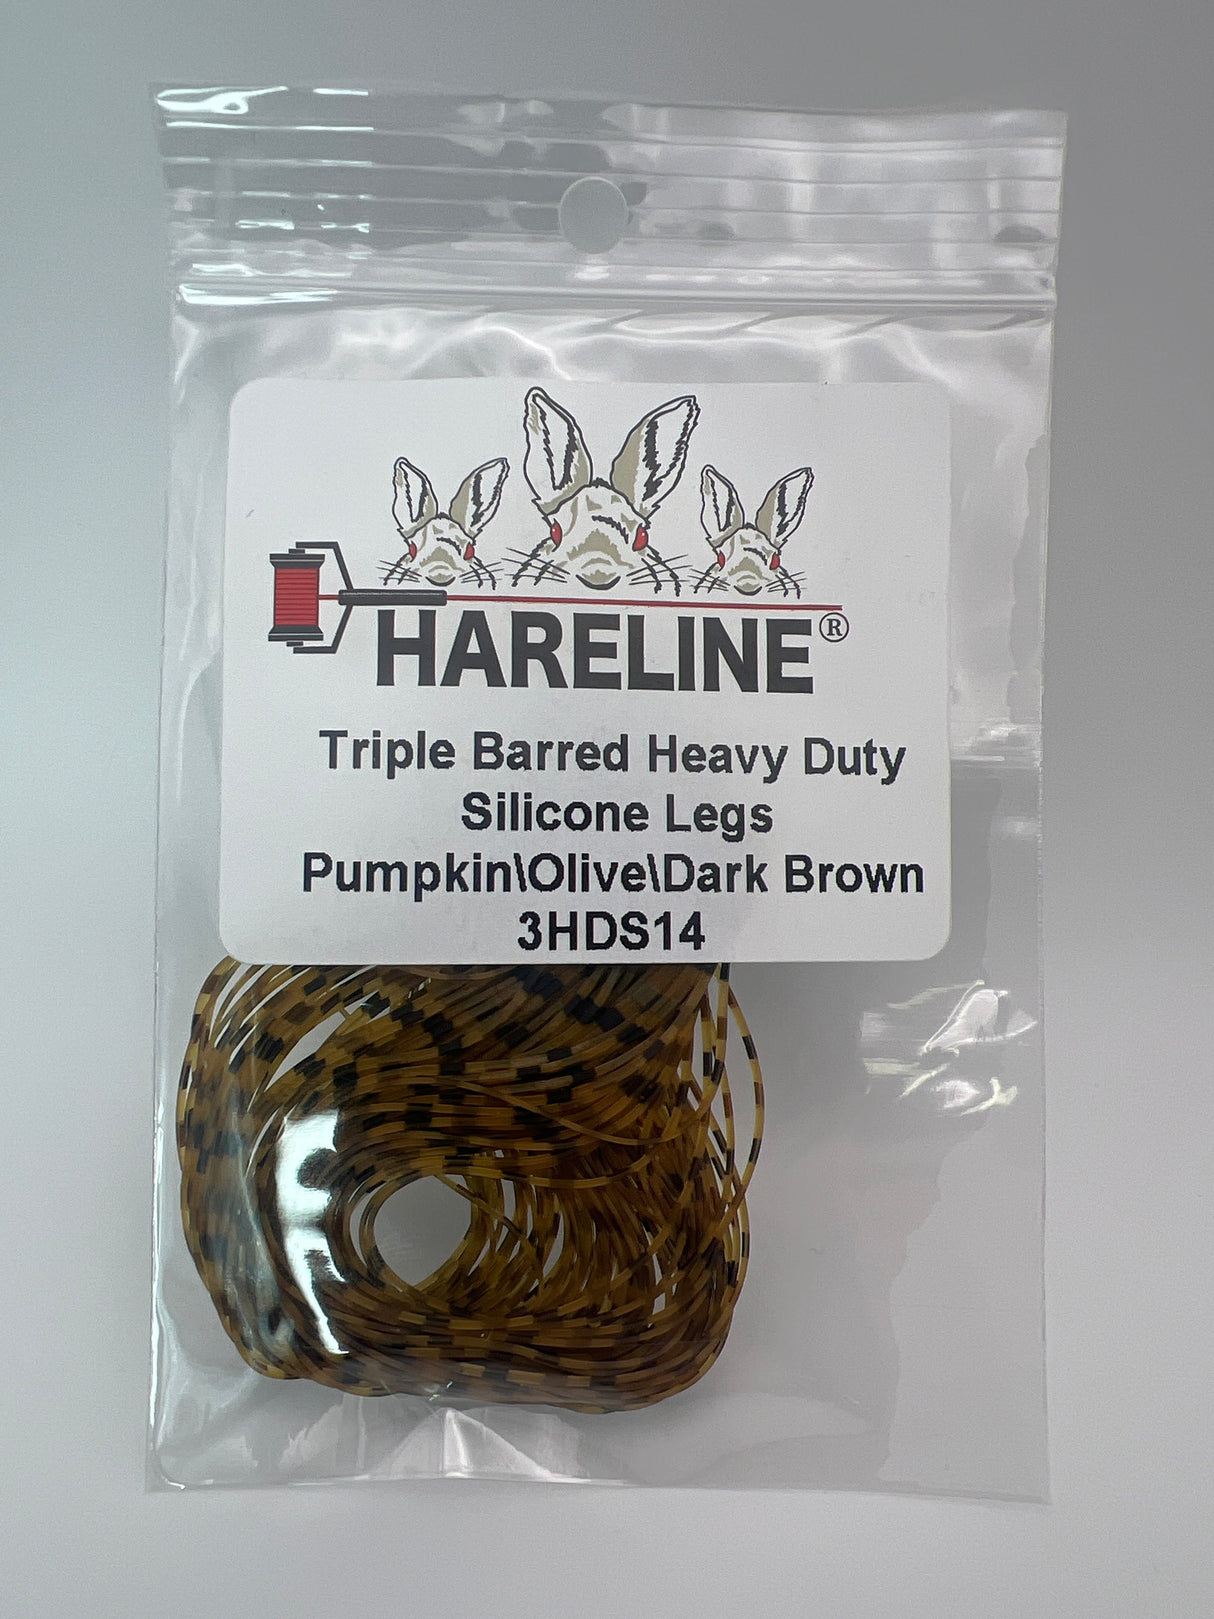 HARELINE®
Triple Barred Heavy Duty
Silicone Legs
Pumpkin\Olive\Dark Brown
3HDS14